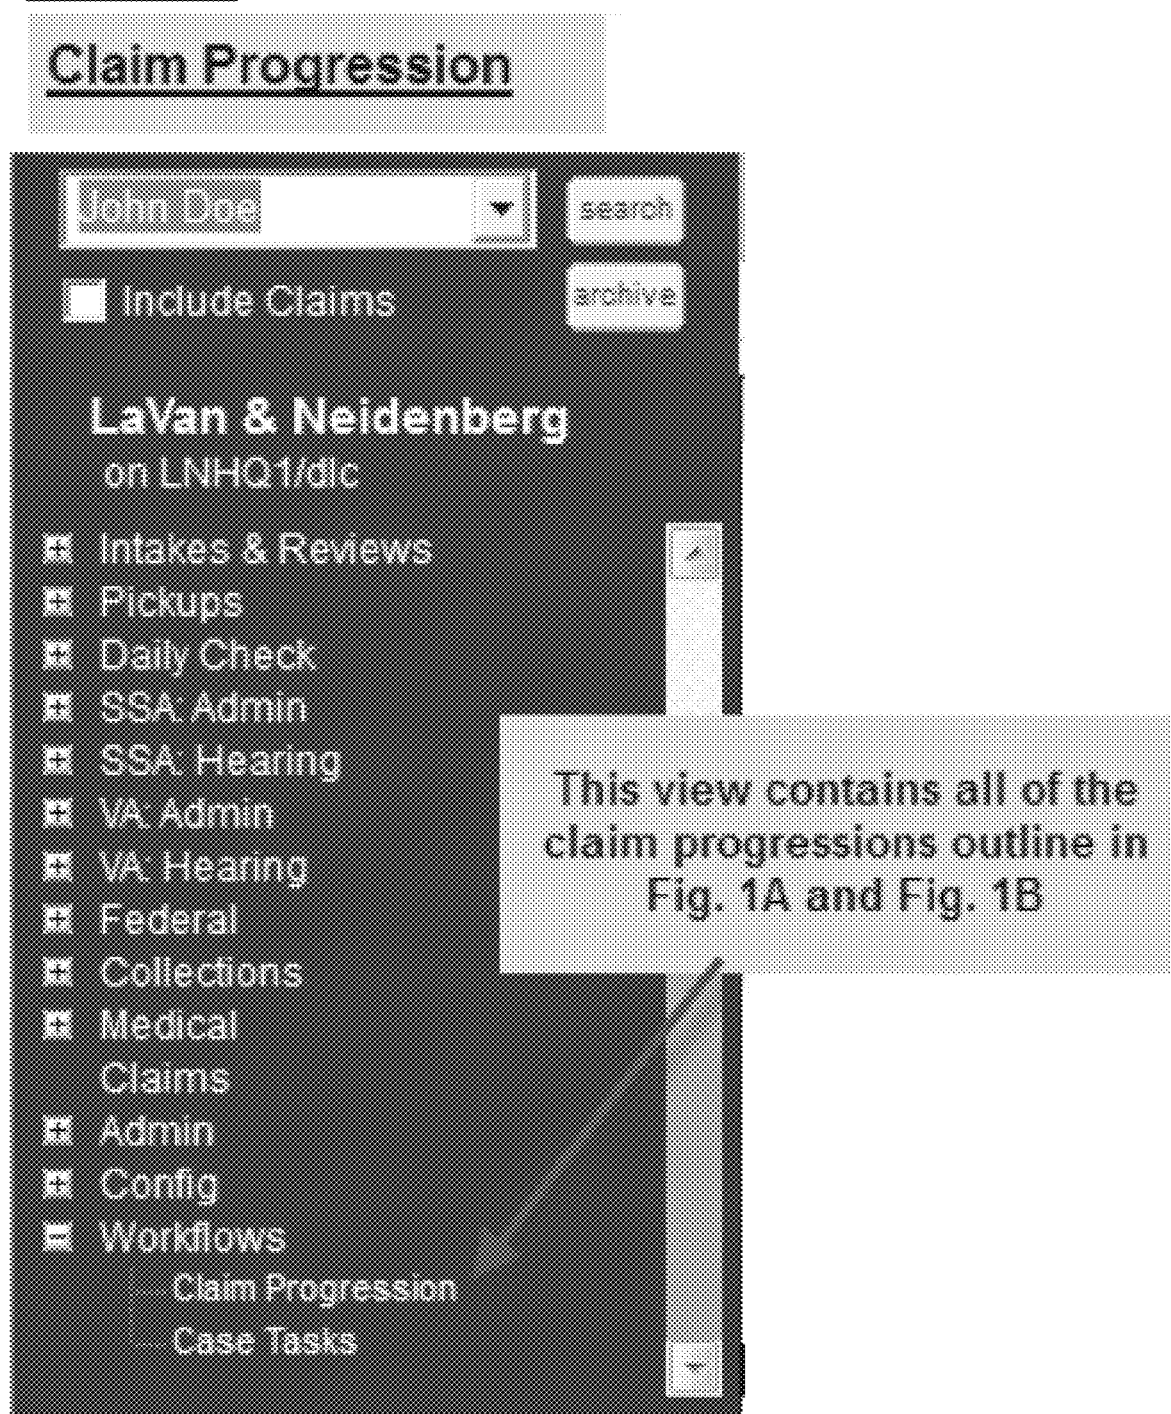 Claim Progression
John Doe
search
Include Claims
archive
LaVan & Neidenberg
on LNHQ1/dlc
Intakes & Reviews
Pickups
Daily Check
SSA: Admin
SSA: Hearing
VA: Admin
VA: Hearing
Federal
Collections
Medical
Claims
Admin
Config
Workflows
Claim Progression
Case Tasks
This view contains all of the
claim progressions outline in
Fig. 1A and Fig. 1B